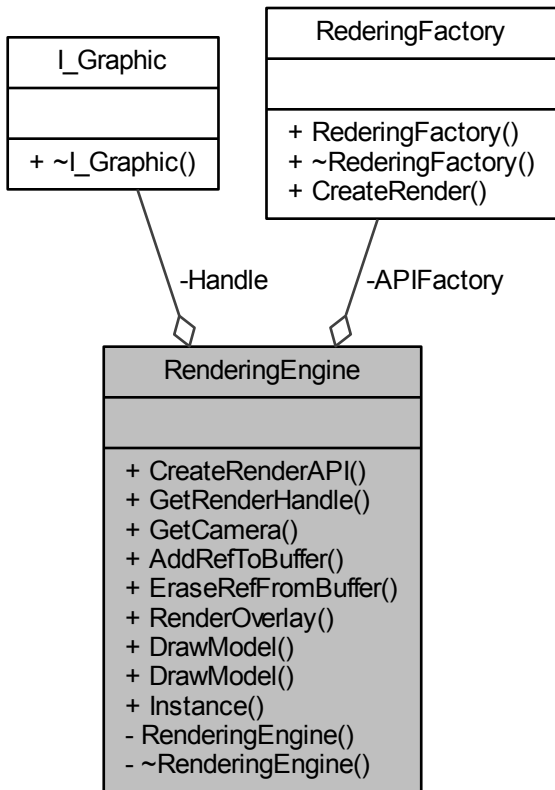 I_Graphic
+ ~I_Graphic()
RederingFactory
+ RederingFactory()
+ ~RederingFactory()
+ CreateRender()
-Handle
-APIFactory
RenderingEngine
+ CreateRenderAPI()
+ GetRenderHandle()
+ GetCamera()
+ AddRefToBuffer()
+ EraseRefFromBuffer()
+ RenderOverlay()
+ DrawModel()
+ DrawModel()
+ Instance()
- RenderingEngine()
- ~RenderingEngine()